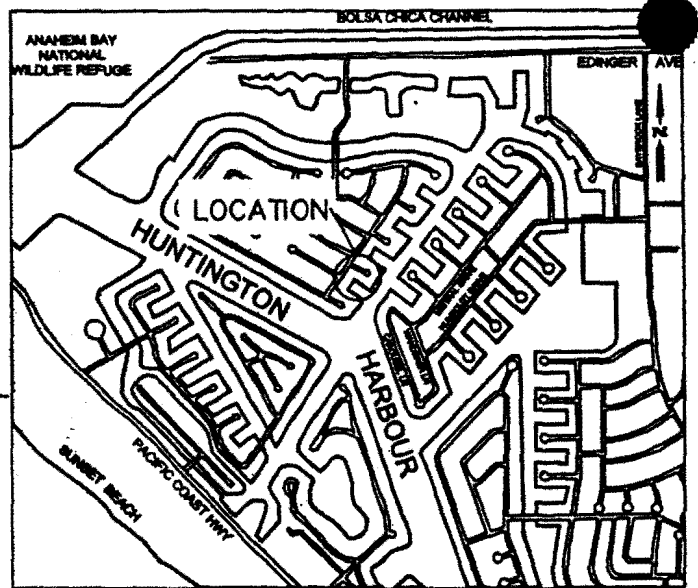 BOLSA CHICA CHANNEL
ANAHEIM BAY
NATIONAL
WILDLIFE REFUGE
EDINGER AVE
N
LOCATION
HUNTINGTON
HARBOUR
PACIFIC COAST HWY
SUNSET BEACH